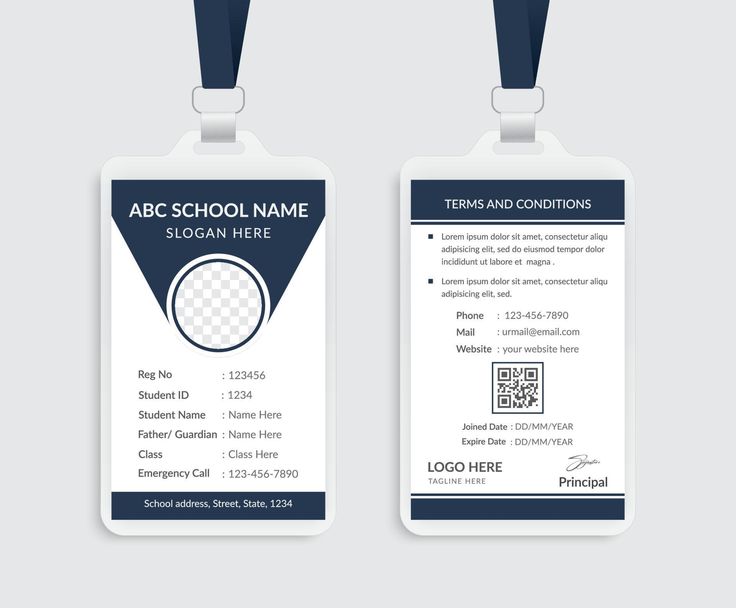 ABC SCHOOL NAME
SLOGAN HERE
Reg No : 123456
Student ID : 1234
Student Name : Name Here
Father/ Guardian : Name Here
Class : Class Here
Emergency Call : 123-456-7890
School address, Street, State, 1234
TERMS AND CONDITIONS
Lorem ipsum dolor sit amet, consectetur aliqu
adipiscing elit, sed do eiusmod tempor dolor
incididunt ut labore et magna .
Lorem ipsum dolor sit amet, consectetur aliqu
adipiscing elit, sed.
Phone : 123-456-7890
Mail : urmail@email.com
Website : your website here
Joined Date : DD/MM/YEAR
Expire Date : DD/MM/YEAR
LOGO HERE
TAGLINE HERE
Principal